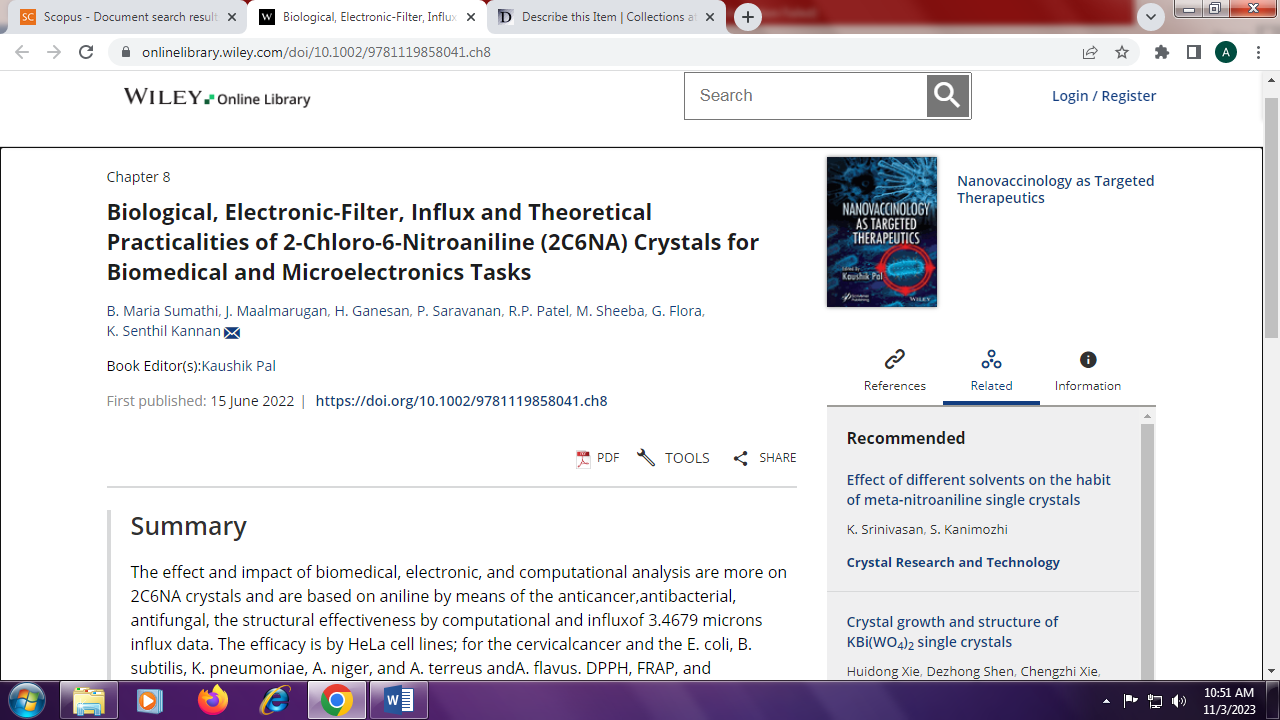 Scopus - Document search result
Biological, Electronic-Filter, Influx
Describe this Item | Collections at
onlinelibrary.wiley.com/doi/10.1002/9781119858041.ch8
A
WILEY Online Library
Search
Login / Register
Chapter 8
Biological, Electronic-Filter, Influx and Theoretical
Practicalities of 2-Chloro-6-Nitroaniline (2C6NA) Crystals for
Biomedical and Microelectronics Tasks
B. Maria Sumathi, J. Maalmarugan, H. Ganesan, P. Saravanan, R.P. Patel, M. Sheeba, G. Flora,
K. Senthil Kannan
Book Editor(s):Kaushik Pal
First published: 15 June 2022 | https://doi.org/10.1002/9781119858041.ch8
PDF TOOLS SHARE
Summary
The effect and impact of biomedical, electronic, and computational analysis are more on
2C6NA crystals and are based on aniline by means of the anticancer,antibacterial,
antifungal, the structural effectiveness by computational and influxof 3.4679 microns
influx data. The efficacy is by HeLa cell lines; for the cervicalcancer and the E. coli, B.
subtilis, K. pneumoniae, A. niger, and A. terreus andA. flavus. DPPH, FRAP, and
NANOVACCINOLOGY
AS TARGETED
THERAPEUTICS
Edited By
Kaushik Pal
WILEY
Nanovaccinology as Targeted
Therapeutics
References Related Information
Recommended
Effect of different solvents on the habit
of meta-nitroaniline single crystals
K. Srinivasan, S. Kanimozhi
Crystal Research and Technology
Crystal growth and structure of
KBi(WO4)2 single crystals
Huidong Xie, Dezhong Shen, Chengzhi Xie,
10:51 AM
11/3/2023